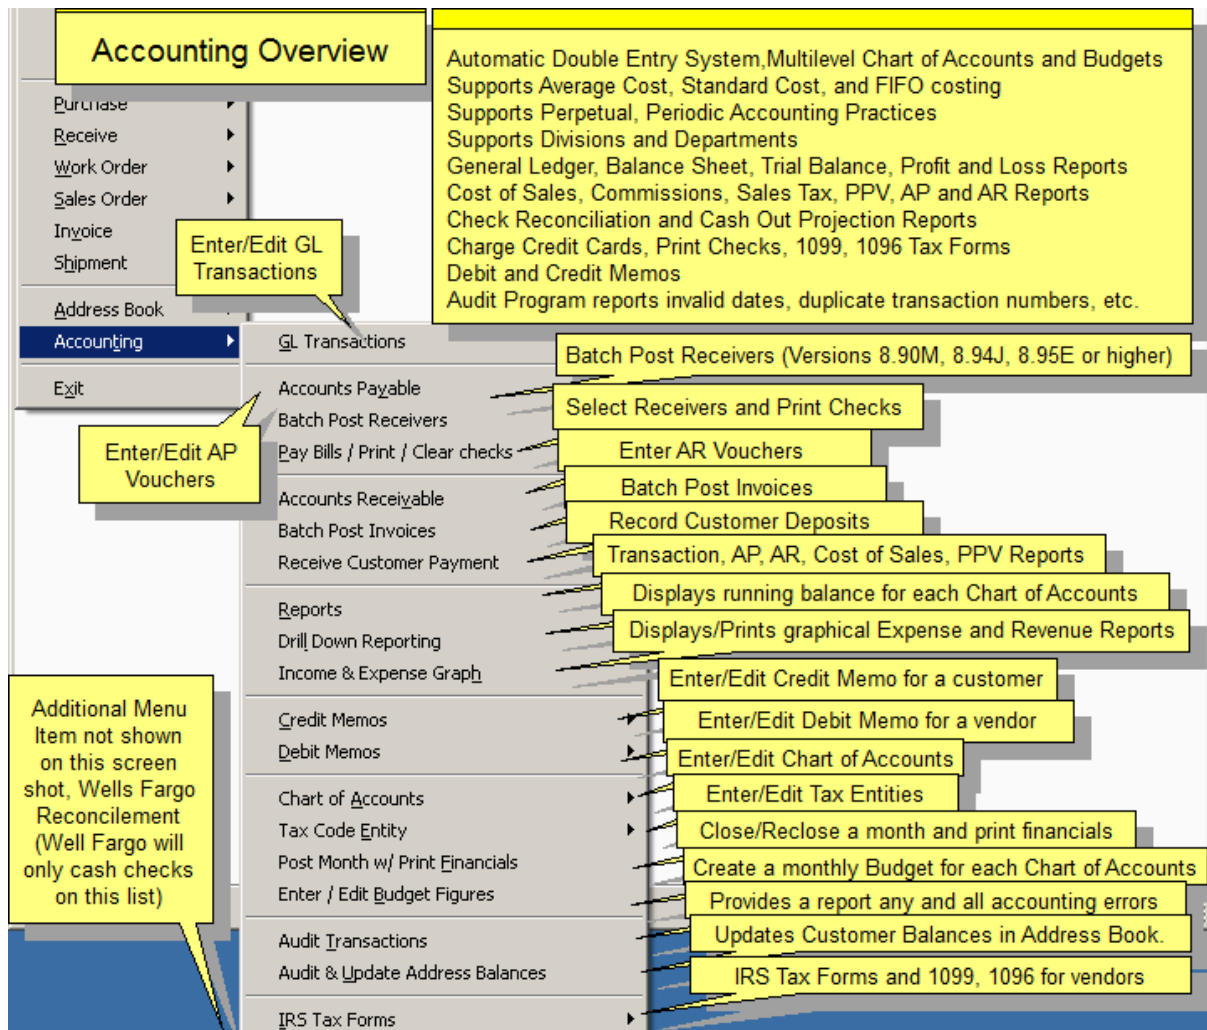 Accounting Overview
Automatic Double Entry System,Multilevel Chart of Accounts and Budgets
Supports Average Cost, Standard Cost, and FIFO costing
Supports Perpetual, Periodic Accounting Practices
Supports Divisions and Departments
General Ledger, Balance Sheet, Trial Balance, Profit and Loss Reports
Cost of Sales, Commissions, Sales Tax, PPV, AP and AR Reports
Check Reconciliation and Cash Out Projection Reports
Charge Credit Cards, Print Checks, 1099, 1096 Tax Forms
Debit and Credit Memos
Audit Program reports invalid dates, duplicate transaction numbers, etc.
Purchase
Receive
Work Order
Sales Order
Invoice
Shipment
Address Book
Accounting
Exit
Enter/Edit GL
Transactions
Enter/Edit AP
Vouchers
GL Transactions
Accounts Payable
Batch Post Receivers
Pay Bills / Print / Clear checks
Accounts Receivable
Batch Post Invoices
Receive Customer Payment
Reports
Drill Down Reporting
Income & Expense Graph
Credit Memos
Debit Memos
Chart of Accounts
Tax Code Entity
Post Month w/ Print Financials
Enter / Edit Budget Figures
Audit Transactions
Audit & Update Address Balances
IRS Tax Forms
Batch Post Receivers (Versions 8.90M, 8.94J, 8.95E or higher)
Select Receivers and Print Checks
Enter AR Vouchers
Batch Post Invoices
Record Customer Deposits
Transaction, AP, AR, Cost of Sales, PPV Reports
Displays running balance for each Chart of Accounts
Displays/Prints graphical Expense and Revenue Reports
Enter/Edit Credit Memo for a customer
Enter/Edit Debit Memo for a vendor
Enter/Edit Chart of Accounts
Enter/Edit Tax Entities
Close/Reclose a month and print financials
Create a monthly Budget for each Chart of Accounts
Provides a report any and all accounting errors
Updates Customer Balances in Address Book.
IRS Tax Forms and 1099, 1096 for vendors
Additional Menu
Item not shown
on this screen
shot, Wells Fargo
Reconcilement
(Well Fargo will
only cash checks
on this list)